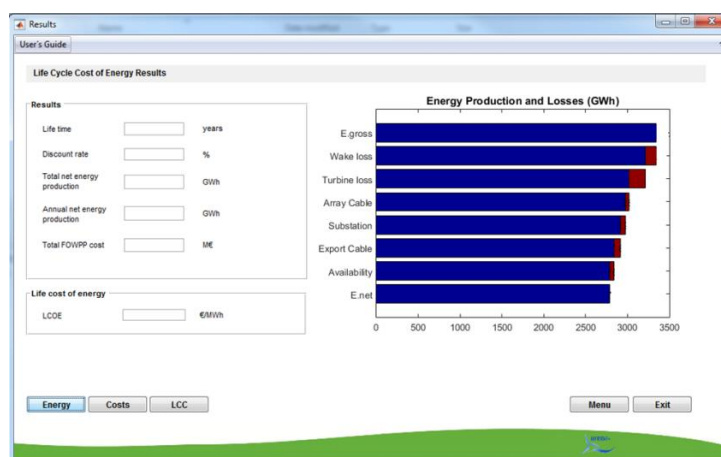 Results
User's Guide
Life Cycle Cost of Energy Results
Results
Life time years
Discount rate %
Total net energy
production GWh
Annual net energy
production GWh
Total FOWPP cost M€
Life cost of energy
LCOE €/MWh
Energy Production and Losses (GWh)
E.gross
Wake loss
Turbine loss
Array Cable
Substation
Export Cable
Availability
E.net
0 500 1000 1500 2000 2500 3000 3500
Energy Costs LCC Menu Exit